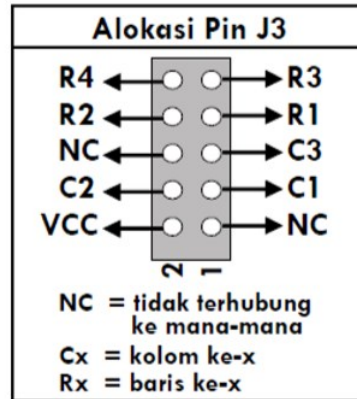 Alokasi Pin J3
R4 R3
R2 R1
NC C3
C2 C1
VCC NC
2 1
NC = tidak terhubung
ke mana-mana
Cx = kolom ke-x
Rx = baris ke-x